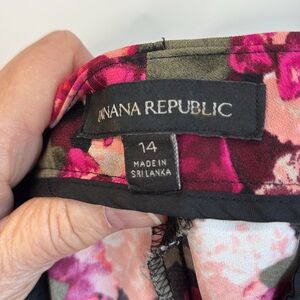 ANANA REPUBLIC
14
MADE IN
SRI LANKA